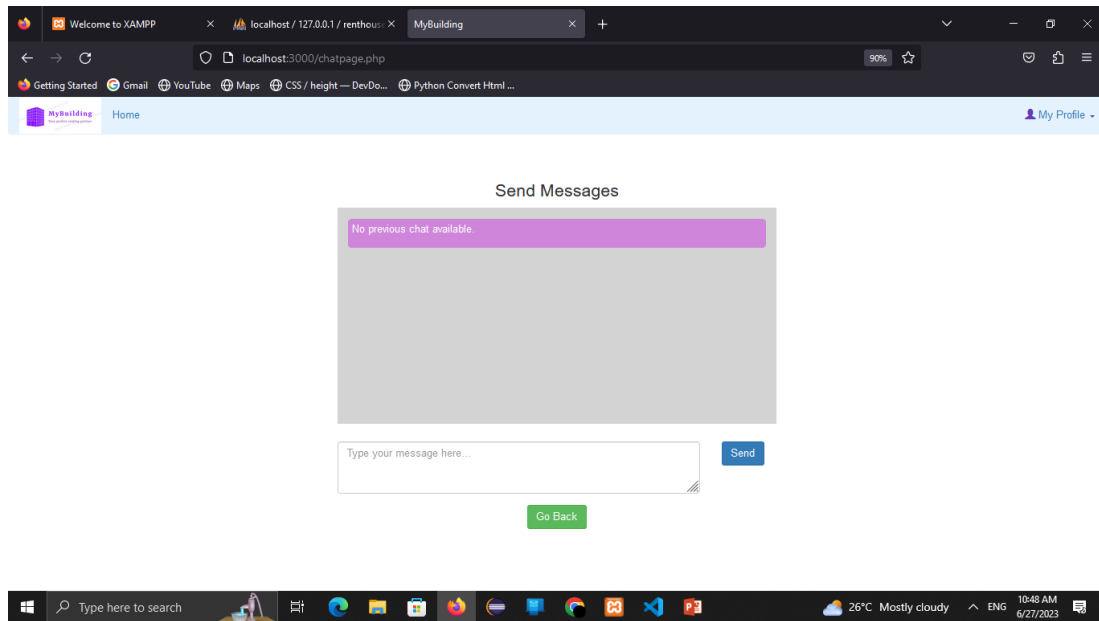 Welcome to XAMPP
localhost / 127.0.0.1 / renthouse
MyBuilding
localhost:3000/chatpage.php
90%
Getting Started Gmail YouTube Maps CSS / height — DevDo... Python Convert Html ...
MyBuilding
Home
My Profile
Send Messages
No previous chat available.
Type your message here...
Send
Go Back
Type here to search
26°C Mostly cloudy
ENG
10:48 AM
6/27/2023